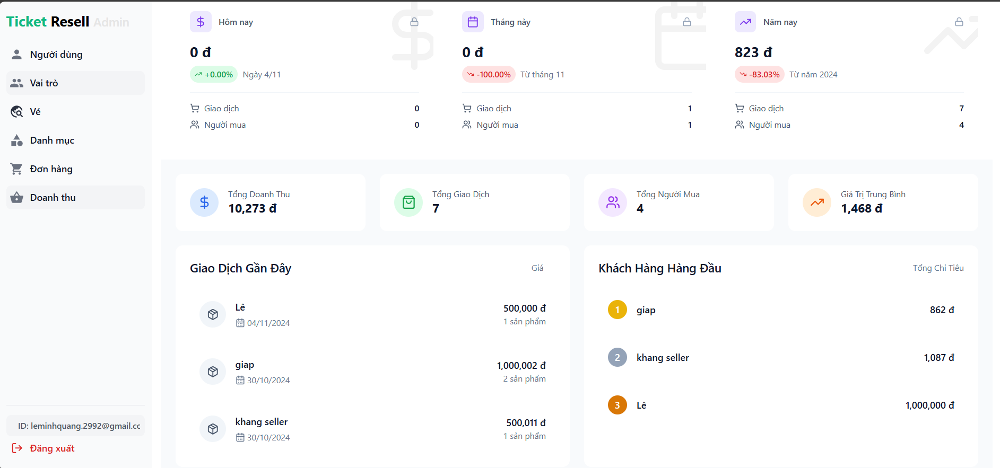 Ticket Resell Admin
Người dùng
Vai trò
Vé
Danh mục
Đơn hàng
Doanh thu
ID: leminhquang.2992@gmail.cc
Đăng xuất
Hôm nay
0 đ
+0.00% Ngày 4/11
Giao dịch 0
Người mua 0
Tháng này
0 đ
-100.00% Từ tháng 11
Giao dịch 1
Người mua 1
Năm nay
823 đ
-83.03% Từ năm 2024
Giao dịch 7
Người mua 4
Tổng Doanh Thu
10,273 đ
Tổng Giao Dịch
7
Tổng Người Mua
4
Giá Trị Trung Bình
1,468 đ
Giao Dịch Gần Đây Giá
Lê 500,000 đ
04/11/2024 1 sản phẩm
giap 1,000,002 đ
30/10/2024 2 sản phẩm
khang seller 500,011 đ
30/10/2024 1 sản phẩm
Khách Hàng Hàng Đầu Tổng Chi Tiêu
1 giap 862 đ
2 khang seller 1,087 đ
3 Lê 1,000,000 đ